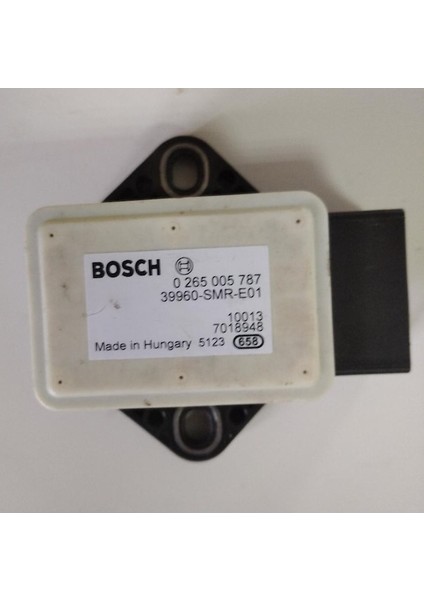 BOSCH
0 265 005 787
39960-SMR-E01
10013
7018948
Made in Hungary 5123 658